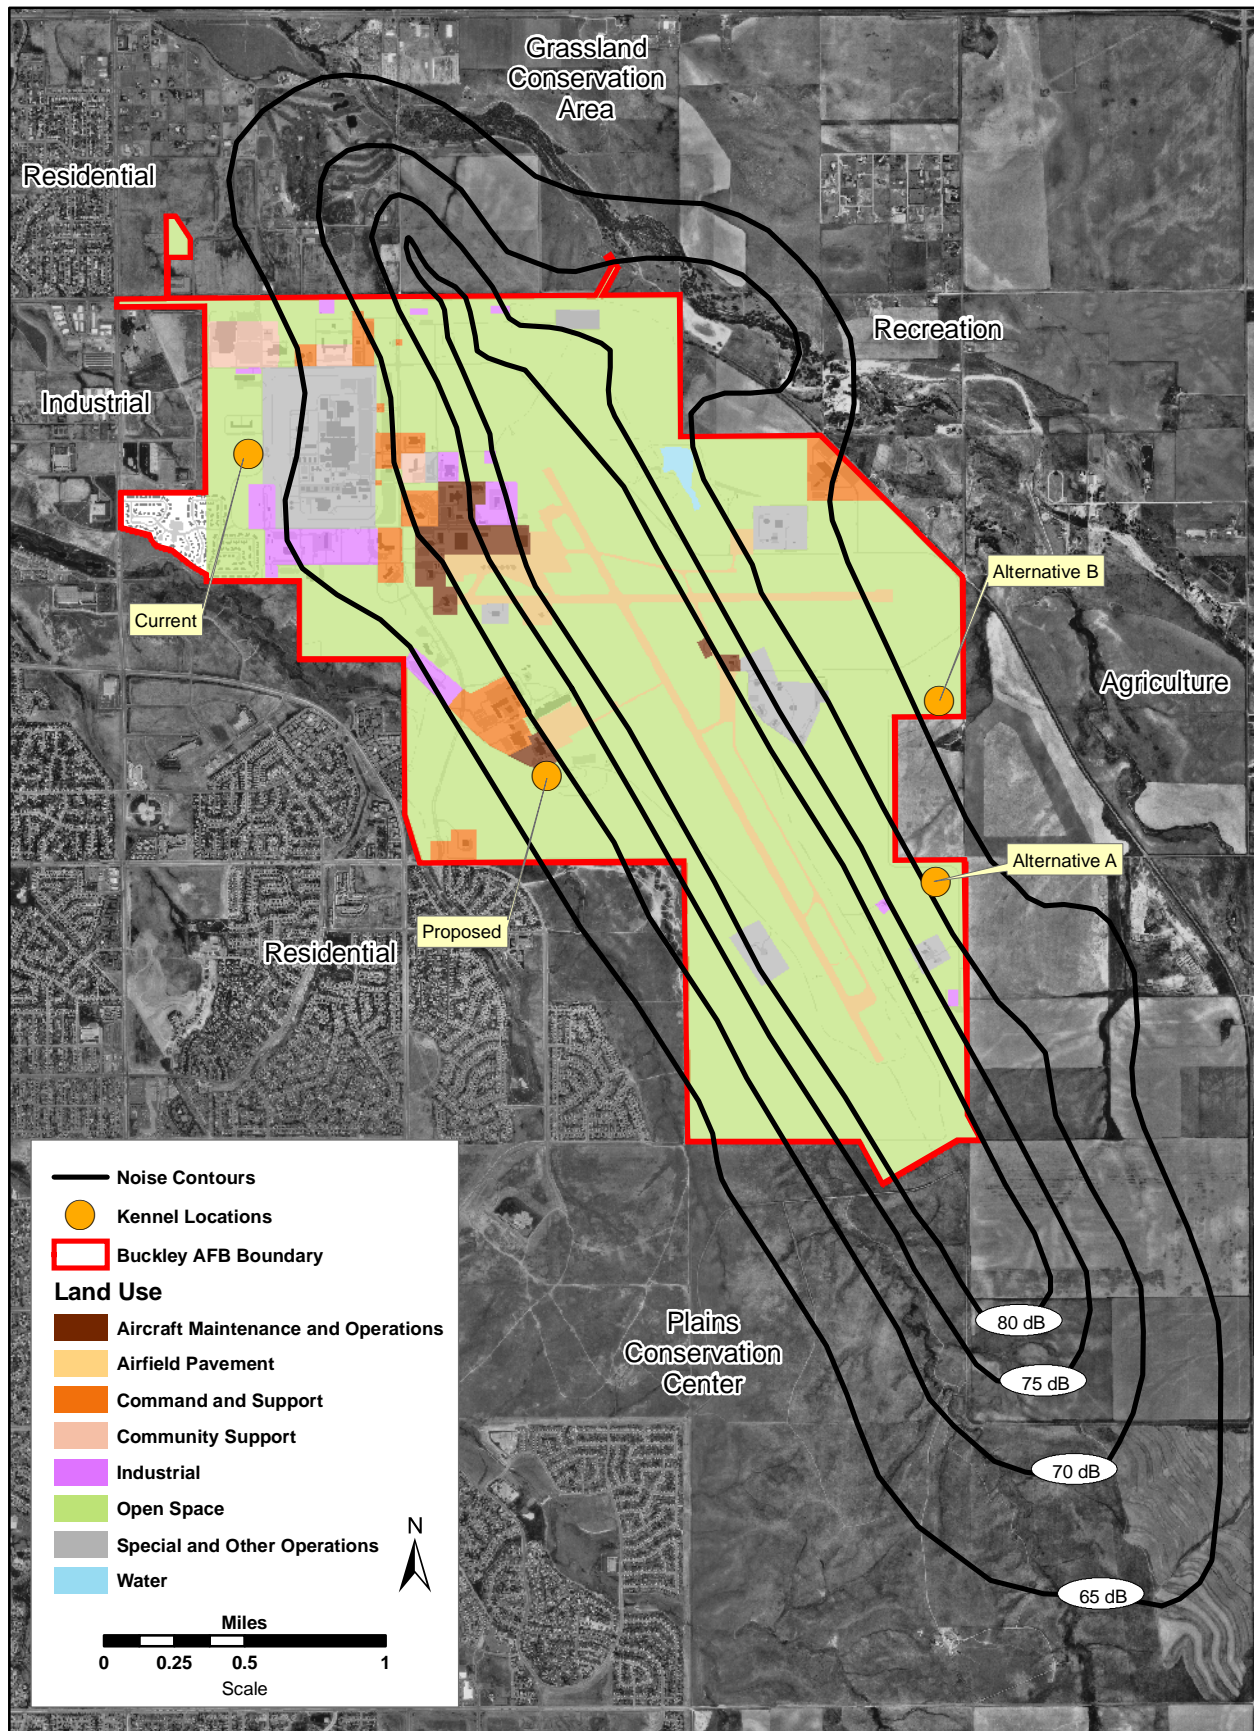 Grassland
Conservation
Area
Residential
Recreation
Industrial
Alternative B
Current
Agriculture
Alternative A
Proposed
Residential
Noise Contours
Kennel Locations
Buckley AFB Boundary
Land Use
Aircraft Maintenance and Operations
Airfield Pavement
Command and Support
Community Support
Industrial
Open Space
Special and Other Operations
Water
N
Miles
0 0.25 0.5 1
Scale
Plains
Conservation
Center
80 dB
75 dB
70 dB
65 dB